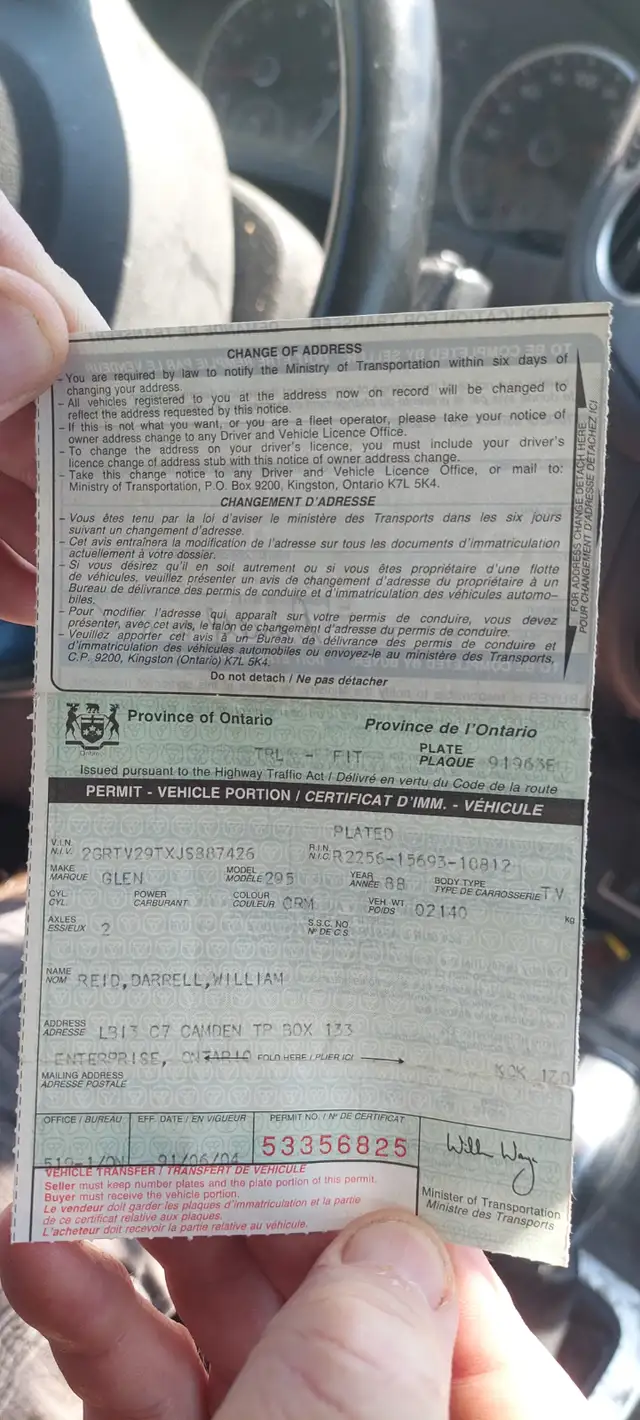 CHANGE OF ADDRESS
– You are required by law to notify the Ministry of Transportation within six days of
changing your address.
– All vehicles registered to you at the address now on record will be changed to
reflect the address requested by this notice.
– If this is not what you want, or you are a fleet operator, please take your notice of
owner address change to any Driver and Vehicle Licence Office.
– To change the address on your driver's licence, you must include your driver's
licence change of address stub with this notice of owner address change.
– Take this change notice to any Driver and Vehicle Licence Office, or mail to:
Ministry of Transportation, P.O. Box 9200, Kingston, Ontario K7L 5K4.
CHANGEMENT D'ADRESSE
– Vous êtes tenu par la loi d'aviser le ministère des Transports dans les six jours
suivant un changement d'adresse.
– Cet avis entraînera la modification de l'adresse sur tous les documents d'immatriculation
actuellement à votre dossier.
– Si vous désirez qu'il en soit autrement ou si vous êtes propriétaire d'une flotte
de véhicules, veuillez présenter un avis de changement d'adresse du propriétaire à un
Bureau de délivrance des permis de conduire et d'immatriculation des véhicules automo–
biles.
– Pour modifier l'adresse qui apparaît sur votre permis de conduire, vous devez
présenter, avec cet avis, le talon de changement d'adresse du permis de conduire.
– Veuillez apporter cet avis à un Bureau de délivrance des permis de conduire et
d'immatriculation des véhicules automobiles ou envoyez-le au ministère des Transports,
C.P. 9200, Kingston (Ontario) K7L 5K4.
Do not detach / Ne pas détacher
FOR ADDRESS CHANGE DETACH HERE
POUR CHANGEMENT D'ADRESSE DÉTACHEZ ICI
Province of Ontario
Province de l'Ontario
Ontario
TRL - FIT
PLATE
PLAQUE 91963E
Issued pursuant to the Highway Traffic Act / Délivré en vertu du Code de la route
PERMIT - VEHICLE PORTION / CERTIFICAT D'IMM. - VÉHICULE
PLATED
V.I.N.
N.I.V. 2GRTV29TXJS887426
R.I.N.
N.I.C. R2256-15693-10812
MAKE
MARQUE GLEN
MODEL
MODÈLE 295
YEAR
ANNÉE 88
BODY TYPE
TYPE DE CARROSSERIE TV
CYL.
CYL.
POWER
CARBURANT
COLOUR
COULEUR CRM
VEH. WT
POIDS 02140
kg
AXLES
ESSIEUX 2
S.S.C. NO.
Nº DE C.S.
NAME
NOM REID,DARRELL,WILLIAM
ADDRESS
ADRESSE L313 C7 CAMDEN TP BOX 133
ENTERPRISE, ONTARIO FOLD HERE / PLIER ICI
K0K 1Z0
MAILING ADDRESS
ADRESSE POSTALE
OFFICE / BUREAU
EFF. DATE / EN VIGUEUR
PERMIT NO. / Nº DE CERTIFICAT
91/06/04
53356825
VEHICLE TRANSFER / TRANSFERT DE VÉHICULE
Seller must keep number plates and the plate portion of this permit.
Buyer must receive the vehicle portion.
Le vendeur doit garder les plaques d'immatriculation et la partie
de ce certificat relative aux plaques.
L'acheteur doit recevoir la partie relative au véhicule.
Minister of Transportation
Ministre des Transports